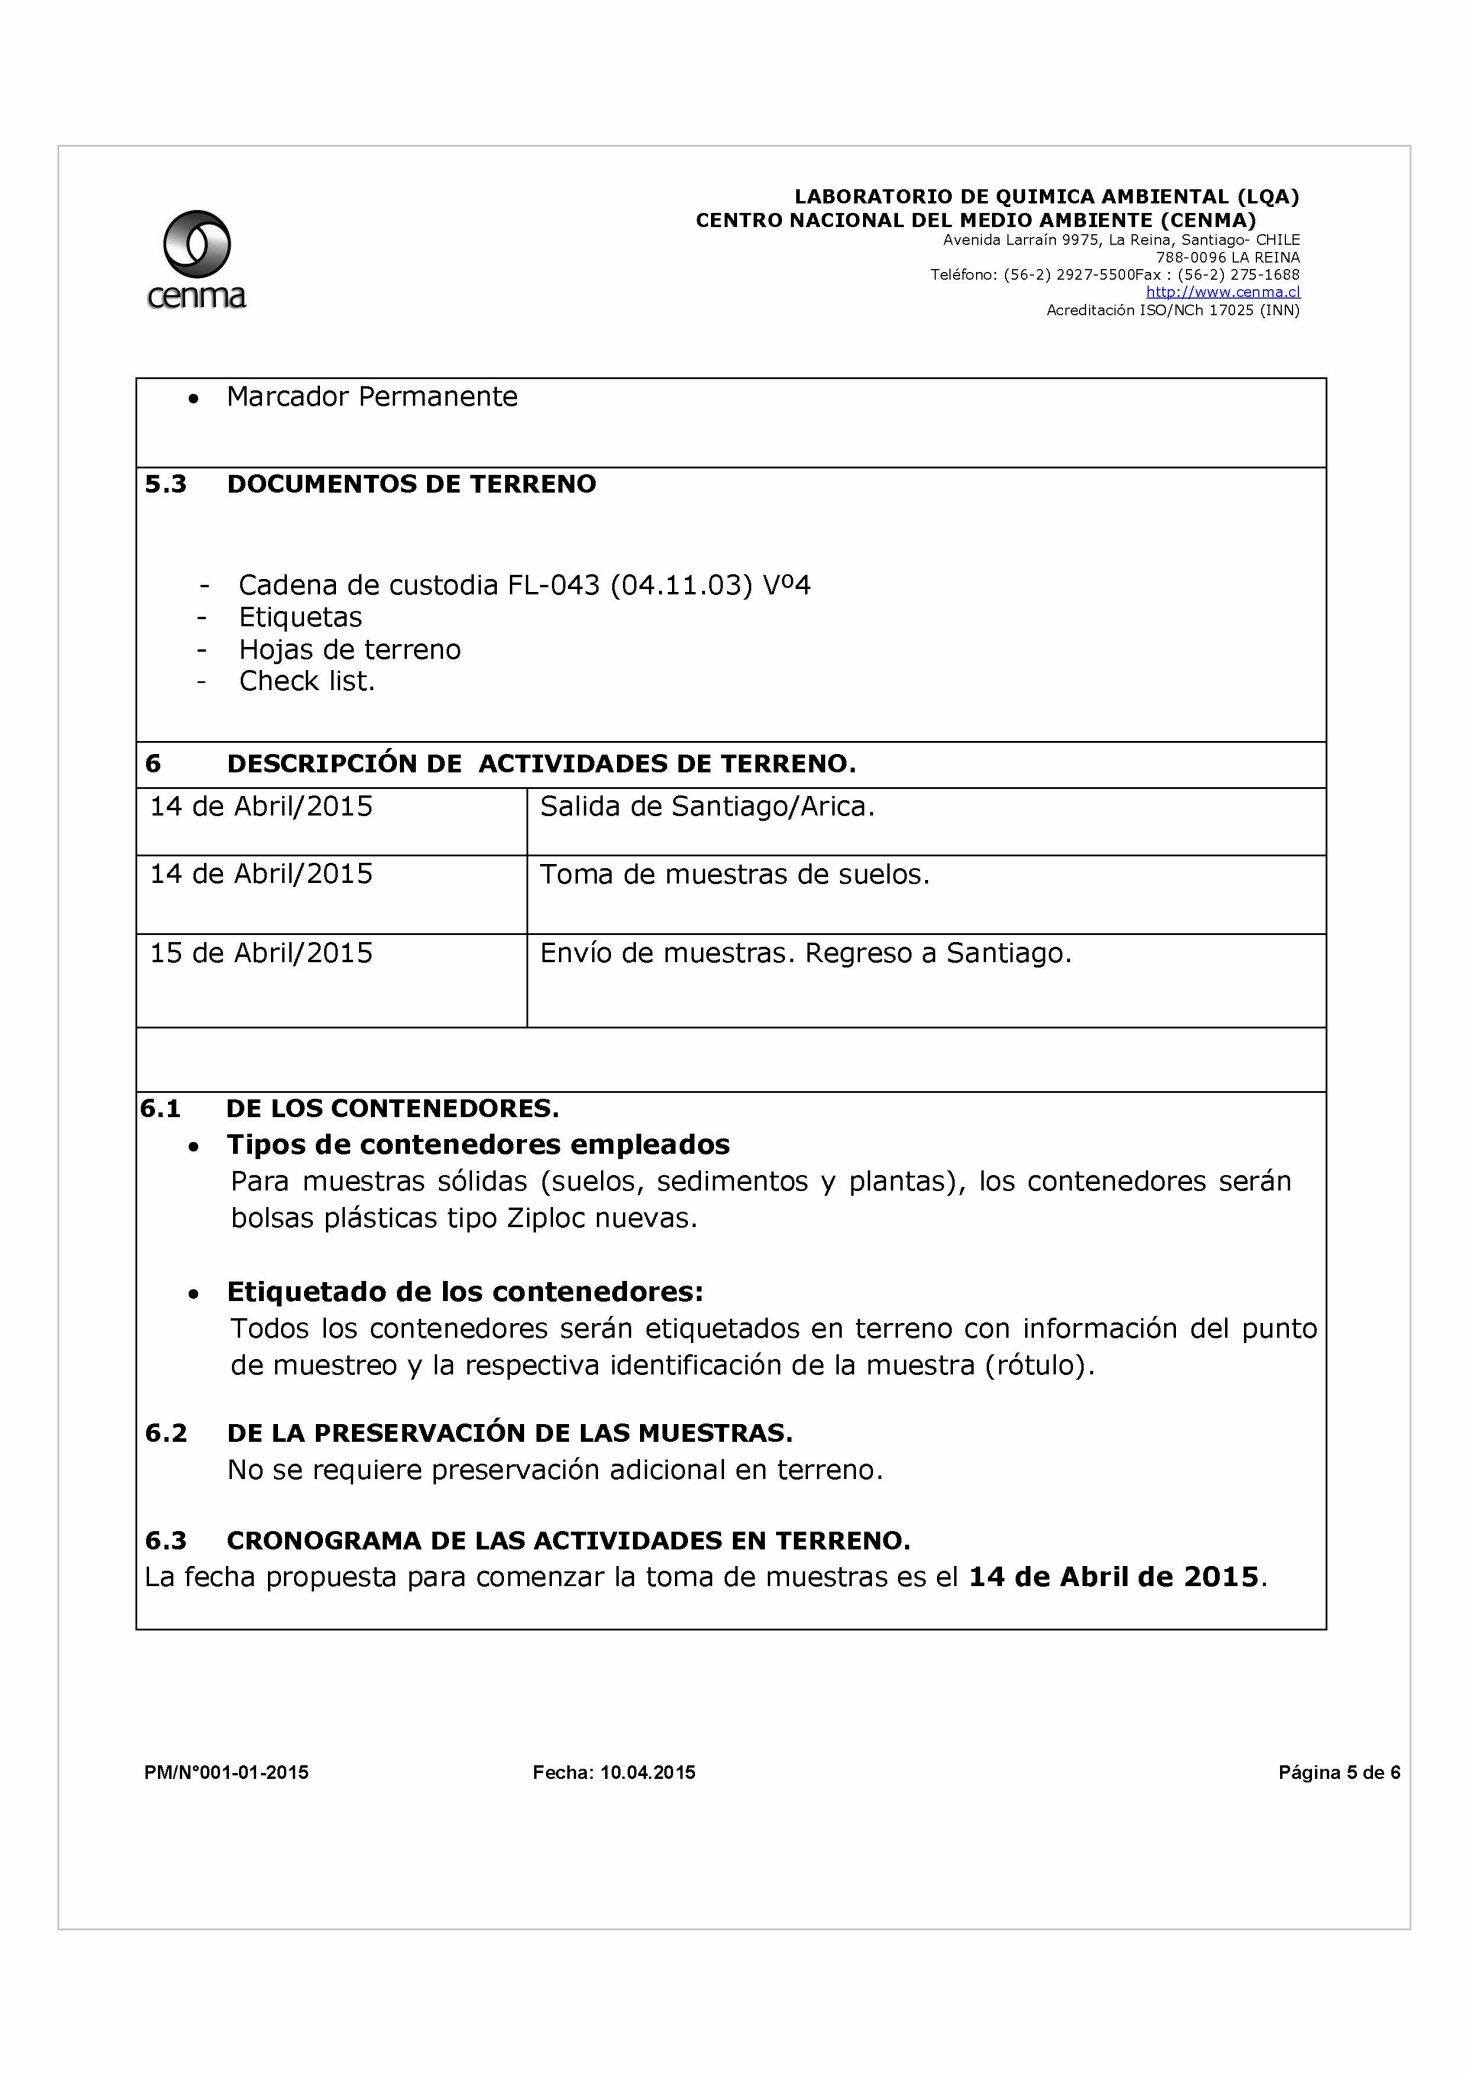 cenma
LABORATORIO DE QUIMICA AMBIENTAL (LQA)
CENTRO NACIONAL DEL MEDIO AMBIENTE (CENMA)
Avenida Larraín 9975, La Reina, Santiago- CHILE
788-0096 LA REINA
Teléfono: (56-2) 2927-5500Fax : (56-2) 275-1688
http://www.cenma.cl
Acreditación ISO/NCh 17025 (INN)
• Marcador Permanente
5.3 DOCUMENTOS DE TERRENO
- Cadena de custodia FL-043 (04.11.03) Vº4
- Etiquetas
- Hojas de terreno
- Check list.
6 DESCRIPCIÓN DE ACTIVIDADES DE TERRENO.
14 de Abril/2015 Salida de Santiago/Arica.
14 de Abril/2015 Toma de muestras de suelos.
15 de Abril/2015 Envío de muestras. Regreso a Santiago.
6.1 DE LOS CONTENEDORES.
• Tipos de contenedores empleados
Para muestras sólidas (suelos, sedimentos y plantas), los contenedores serán
bolsas plásticas tipo Ziploc nuevas.
• Etiquetado de los contenedores:
Todos los contenedores serán etiquetados en terreno con información del punto
de muestreo y la respectiva identificación de la muestra (rótulo).
6.2 DE LA PRESERVACIÓN DE LAS MUESTRAS.
No se requiere preservación adicional en terreno.
6.3 CRONOGRAMA DE LAS ACTIVIDADES EN TERRENO.
La fecha propuesta para comenzar la toma de muestras es el 14 de Abril de 2015.
PM/N°001-01-2015 Fecha: 10.04.2015 Página 5 de 6